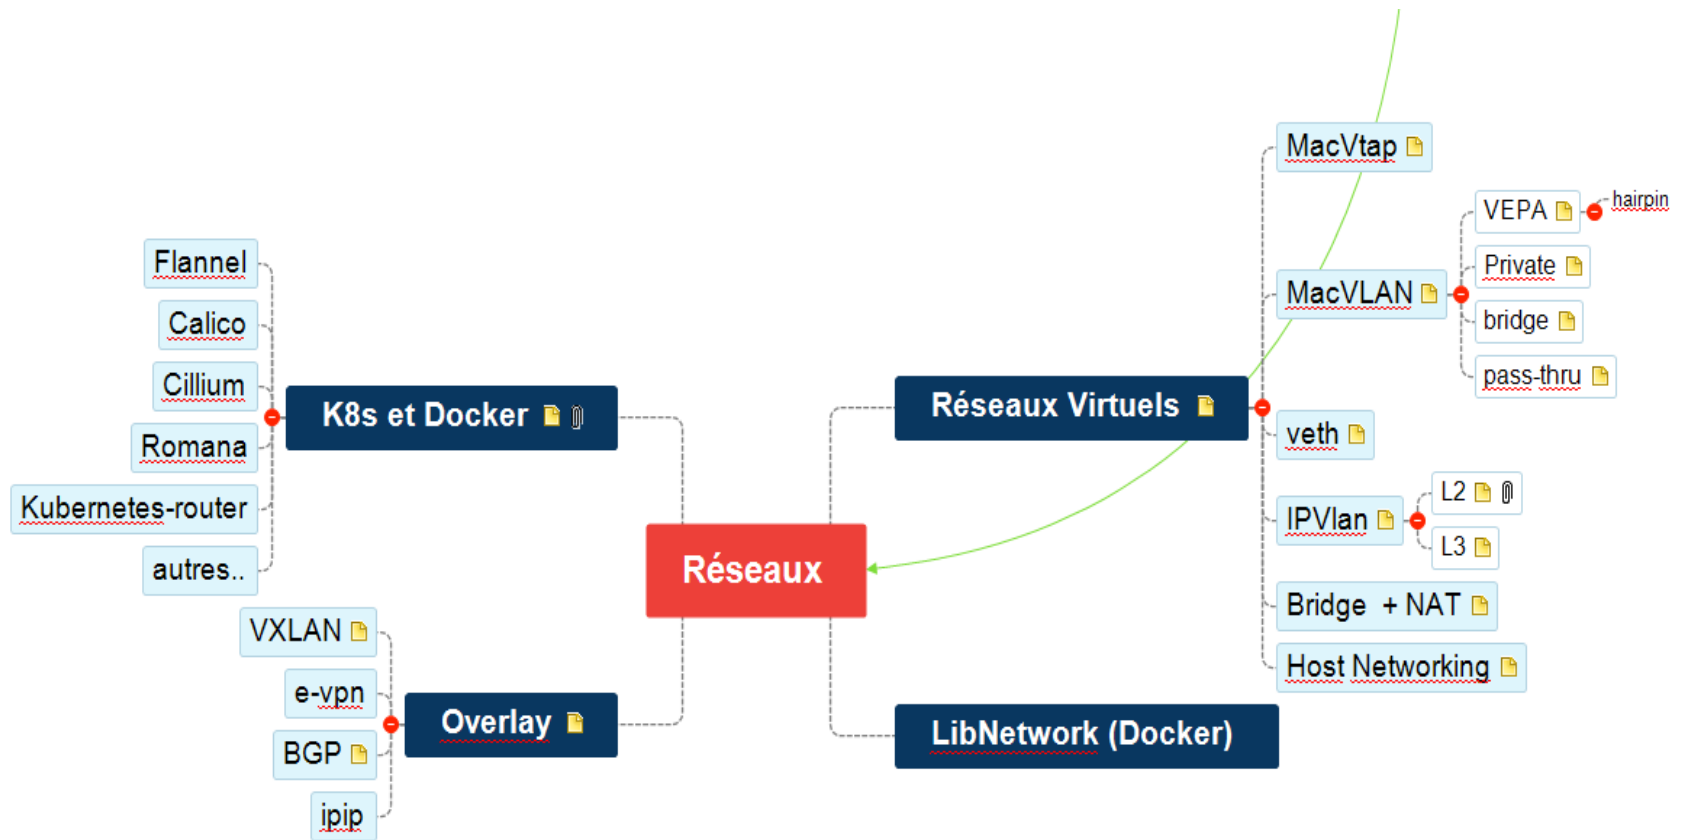 Réseaux
Réseaux Virtuels
MacVtap
MacVLAN
VEPA
hairpin
Private
bridge
pass-thru
veth
IPVlan
L2
L3
Bridge + NAT
Host Networking
LibNetwork (Docker)
K8s et Docker
Flannel
Calico
Cillium
Romana
Kubernetes-router
autres..
Overlay
VXLAN
e-vpn
BGP
ipip